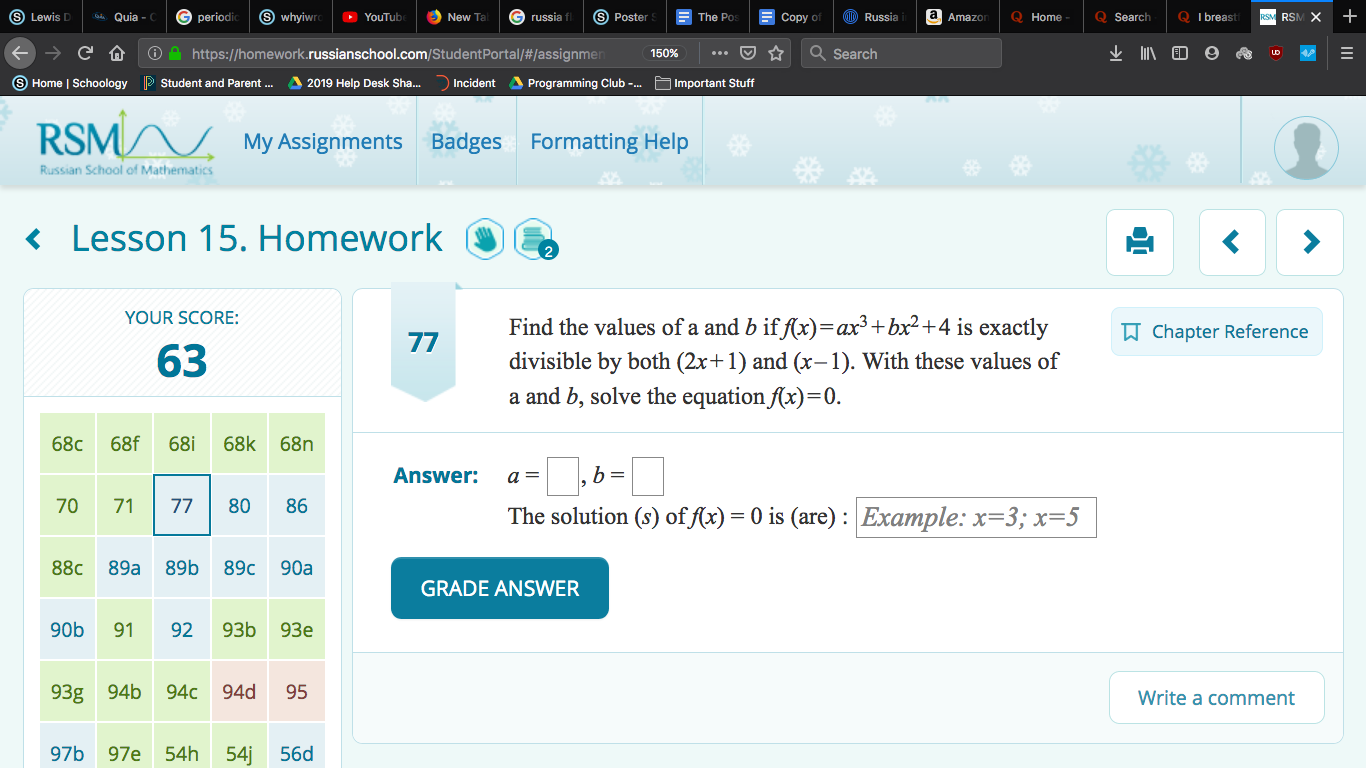 Lewis D
Quia - C
periodic
whyiwro
YouTube
New Tal
russia fl
Poster S
The Pos
Copy of
Russia i
Amazon
Home -
Search
I breast
RSM
https://homework.russianschool.com/StudentPortal/#/assignmen
150%
Search
Home | Schoology
Student and Parent ...
2019 Help Desk Sha...
Incident
Programming Club -...
Important Stuff
RSM
Russian School of Mathematics
My Assignments
Badges
Formatting Help
Lesson 15. Homework
2
YOUR SCORE:
63
68c 68f 68i 68k 68n
70 71 77 80 86
88c 89a 89b 89c 90a
90b 91 92 93b 93e
93g 94b 94c 94d 95
97b 97e 54h 54j 56d
77
Find the values of a and b if f(x)=ax³+bx²+4 is exactly
divisible by both (2x+1) and (x−1). With these values of
a and b, solve the equation f(x)=0.
Chapter Reference
Answer: a = , b =
The solution (s) of f(x) = 0 is (are) : Example: x=3; x=5
GRADE ANSWER
Write a comment